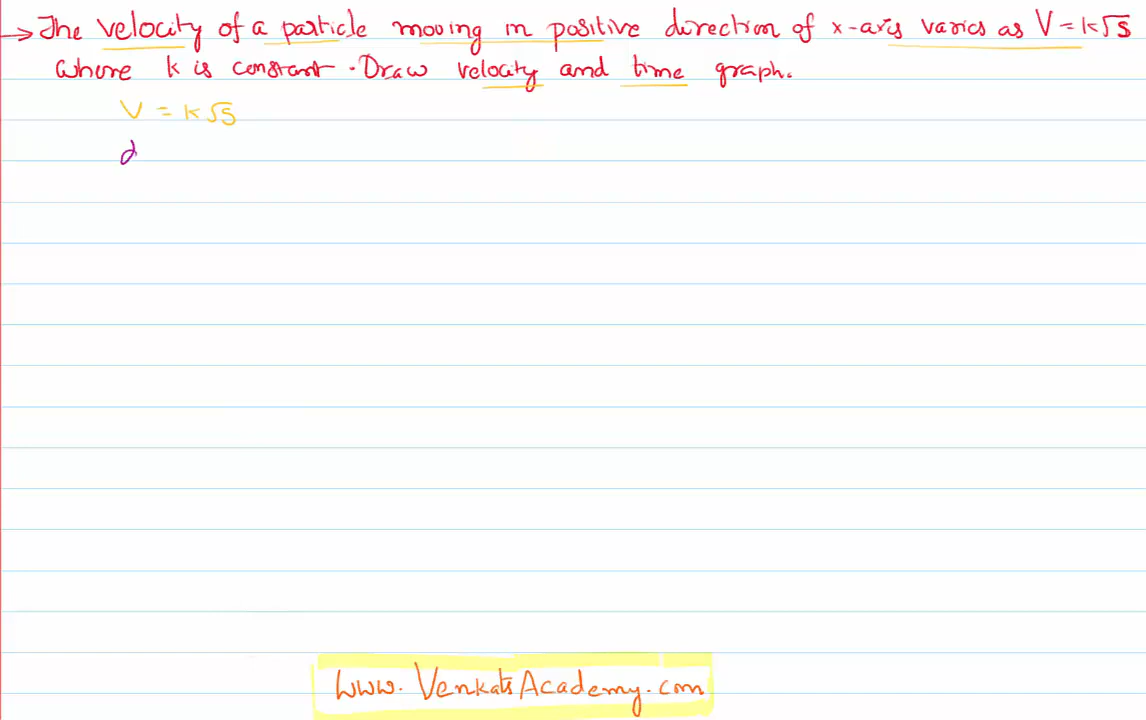 → The velocity of a particle moving in positive direction of x-axis varies as V = k√s
where k is constant. Draw velocity and time graph.
V = k√s
d
www.VenkatsAcademy.com